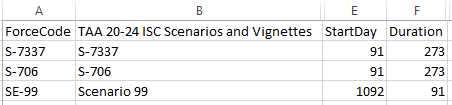 A B E F
ForceCode TAA 20-24 ISC Scenarios and Vignettes StartDay Duration
S-7337 S-7337 91 273
S-706 S-706 91 273
SE-99 Scenario 99 1092 91